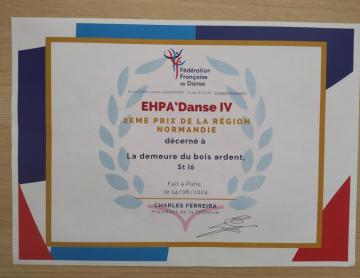 Fédération
Française
de Danse
EHPA'Danse IV
2EME PRIX DE LA RÉGION
NORMANDIE
décerné à
La demeure du bois ardent,
St lô
Fait à Paris,
le 14/06/2024
CHARLES FERREIRA
Président de la FFDanse